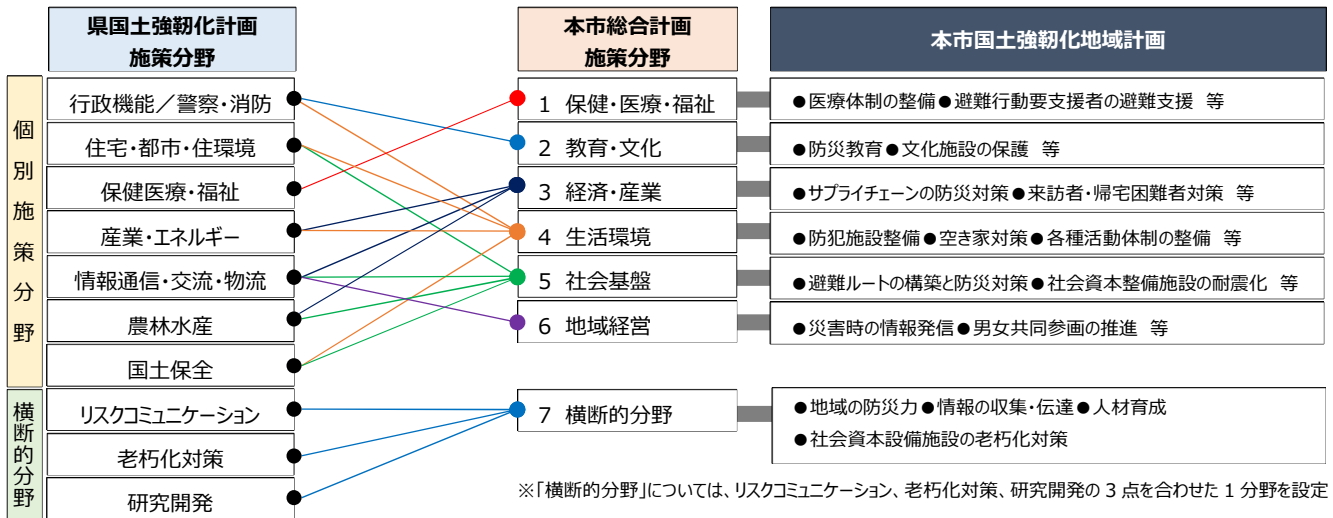 県国土強靭化計画
施策分野
本市総合計画
施策分野
本市国土強靭化地域計画
個別施策分野
行政機能／警察・消防
住宅・都市・住環境
保健医療・福祉
産業・エネルギー
情報通信・交流・物流
農林水産
国土保全
横断的分野
リスクコミュニケーション
老朽化対策
研究開発
1 保健・医療・福祉
●医療体制の整備●避難行動要支援者の避難支援 等
2 教育・文化
●防災教育●文化施設の保護 等
3 経済・産業
●サプライチェーンの防災対策●来訪者・帰宅困難者対策 等
4 生活環境
●防犯施設整備●空き家対策●各種活動体制の整備 等
5 社会基盤
●避難ルートの構築と防災対策●社会資本整備施設の耐震化 等
6 地域経営
●災害時の情報発信●男女共同参画の推進 等
7 横断的分野
●地域の防災力●情報の収集・伝達●人材育成
●社会資本設備施設の老朽化対策
※「横断的分野」については、リスクコミュニケーション、老朽化対策、研究開発の 3 点を合わせた 1 分野を設定